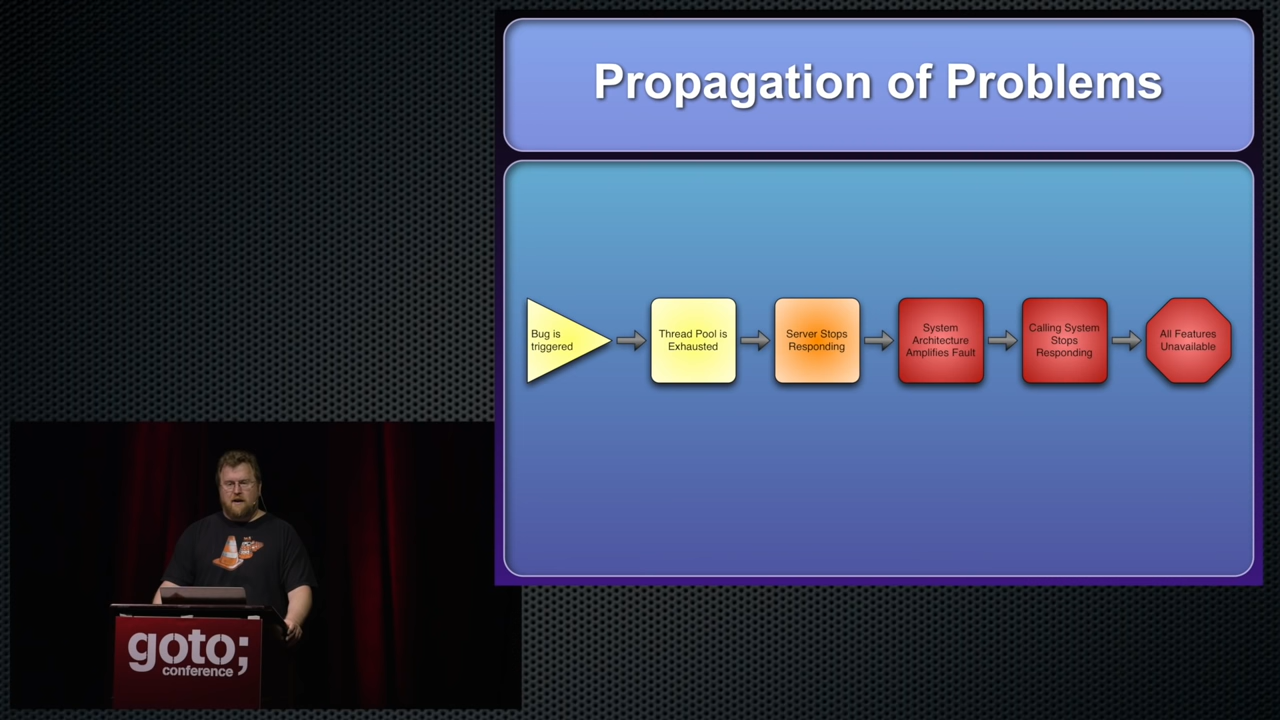 Propagation of Problems
Bug is
triggered
Thread Pool is
Exhausted
Server Stops
Responding
System
Architecture
Amplifies Fault
Calling System
Stops
Responding
All Features
Unavailable
goto;
conference